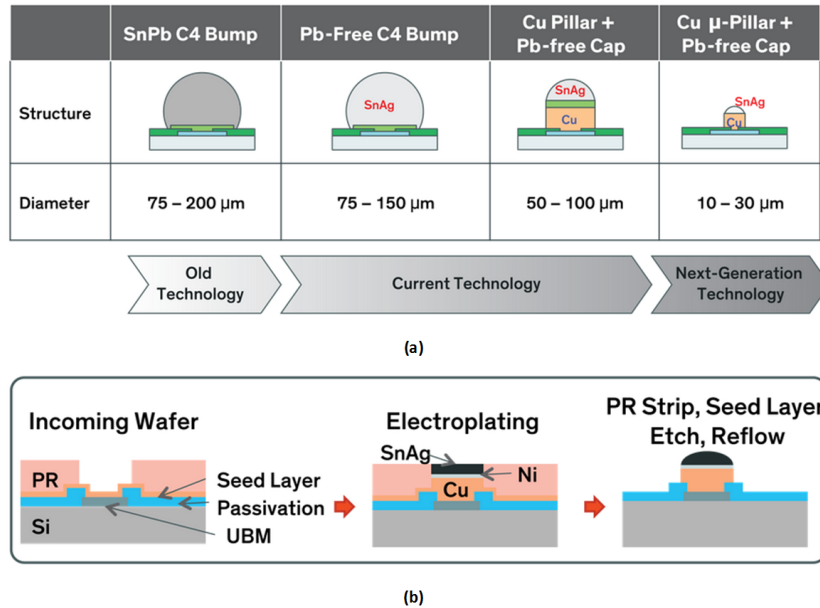 SnPb C4 Bump
Pb-Free C4 Bump
Cu Pillar +
Pb-free Cap
Cu µ-Pillar +
Pb-free Cap
Structure
SnAg
SnAg
Cu
SnAg
Cu
Diameter
75 – 200 µm
75 – 150 µm
50 – 100 µm
10 – 30 µm
Old
Technology
Current Technology
Next-Generation
Technology
(a)
Incoming Wafer
PR
Seed Layer
Passivation
Si
UBM
Electroplating
SnAg
Ni
Cu
PR Strip, Seed Layer
Etch, Reflow
(b)